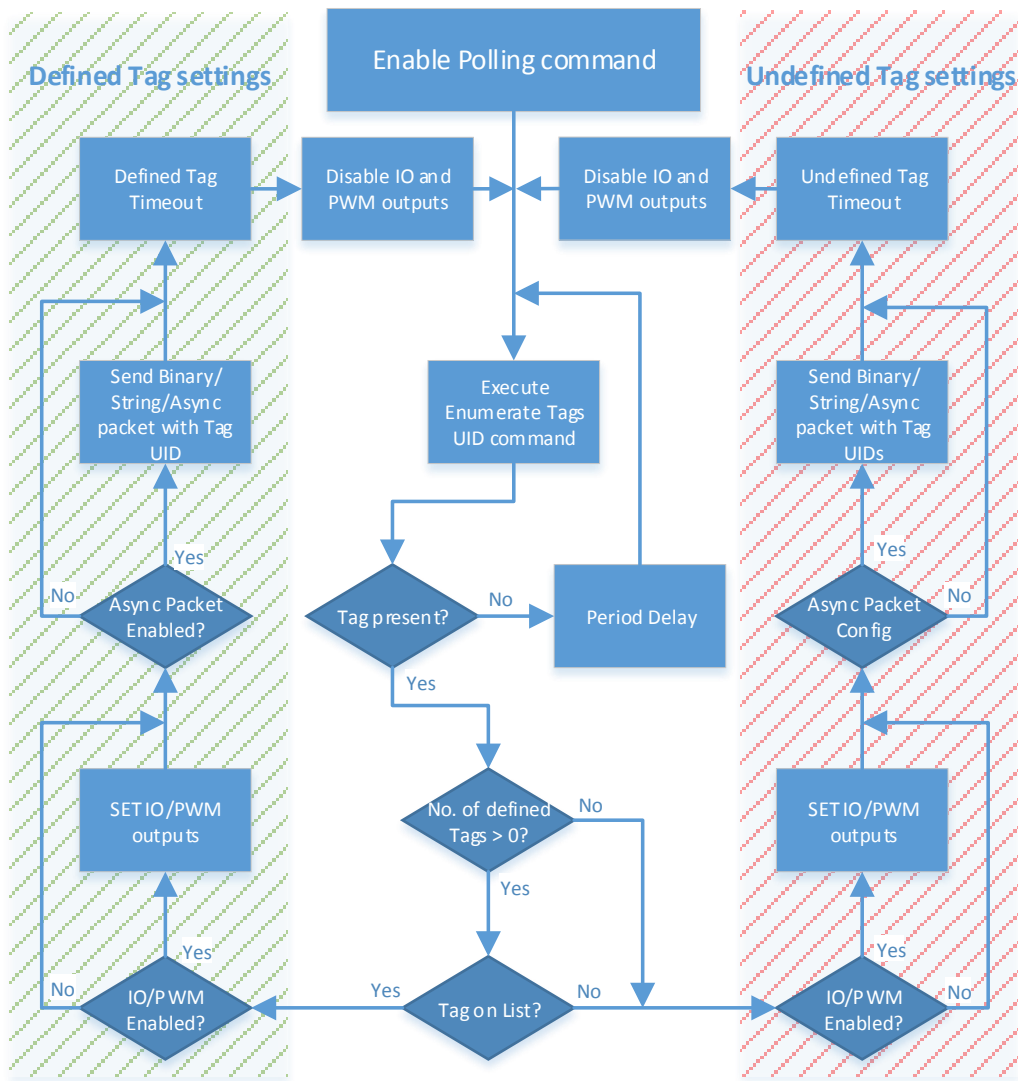 Enable Polling command
Defined Tag settings
Undefined Tag settings
Defined Tag
Timeout
Disable IO and
PWM outputs
Disable IO and
PWM outputs
Undefined Tag
Timeout
Send Binary/
String/Async
packet with Tag
UID
Execute
Enumerate Tags
UID command
Send Binary/
String/Async
packet with Tag
UIDs
Yes
No
Async Packet
Enabled?
Tag present?
No
Period Delay
Yes
Yes
No
Async Packet
Config
SET IO/PWM
outputs
No. of defined
Tags > 0?
No
Yes
SET IO/PWM
outputs
Yes
No
IO/PWM
Enabled?
Yes
Tag on List?
No
Yes
No
IO/PWM
Enabled?